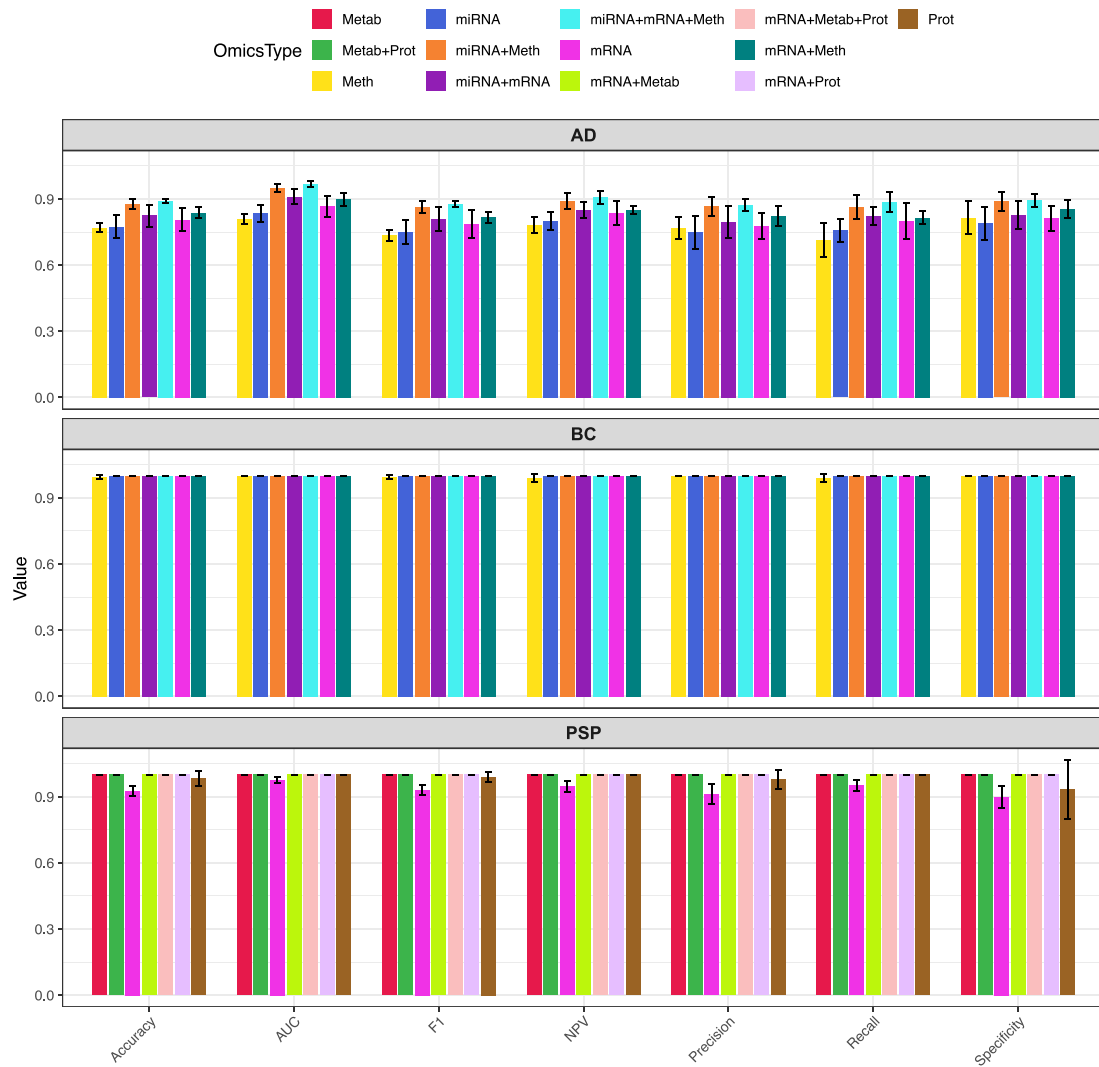 Metab miRNA miRNA+mRNA+Meth mRNA+Metab+Prot Prot
OmicsType Metab+Prot miRNA+Meth mRNA mRNA+Meth
Meth miRNA+mRNA mRNA+Metab mRNA+Prot
AD
0.9
0.6
0.3
0.0
BC
0.9
0.6
0.3
0.0
Value
PSP
0.9
0.6
0.3
0.0
Accuracy AUC F1 NPV Precision Recall Specificity